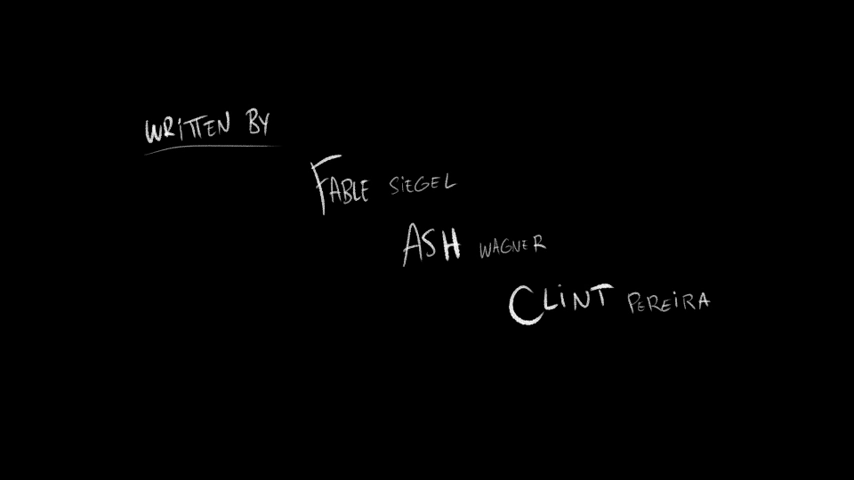 WRiTTEN BY
FABLE SiEGEL
ASH WAGNER
CLiNT PEREiRA